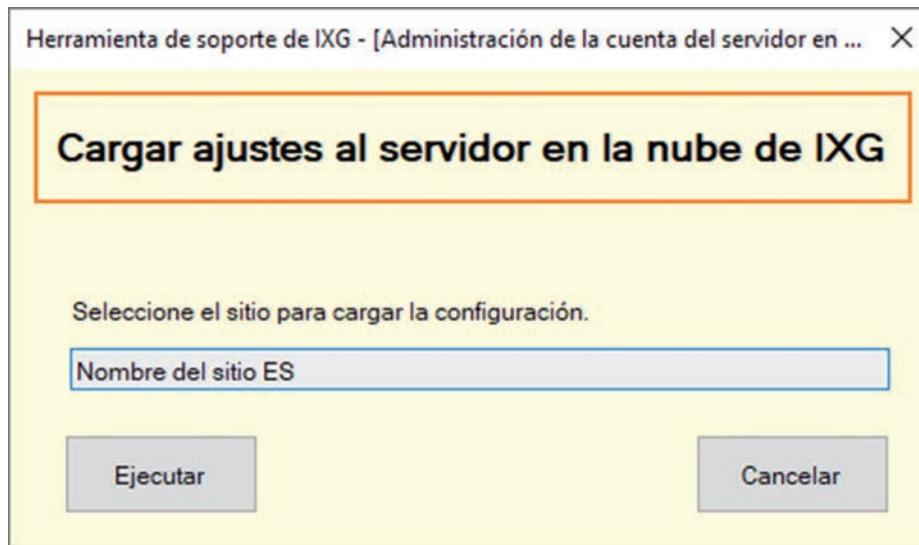 Herramienta de soporte de IXG - [Administración de la cuenta del servidor en ...
Cargar ajustes al servidor en la nube de IXG
Seleccione el sitio para cargar la configuración.
Nombre del sitio ES
Ejecutar
Cancelar